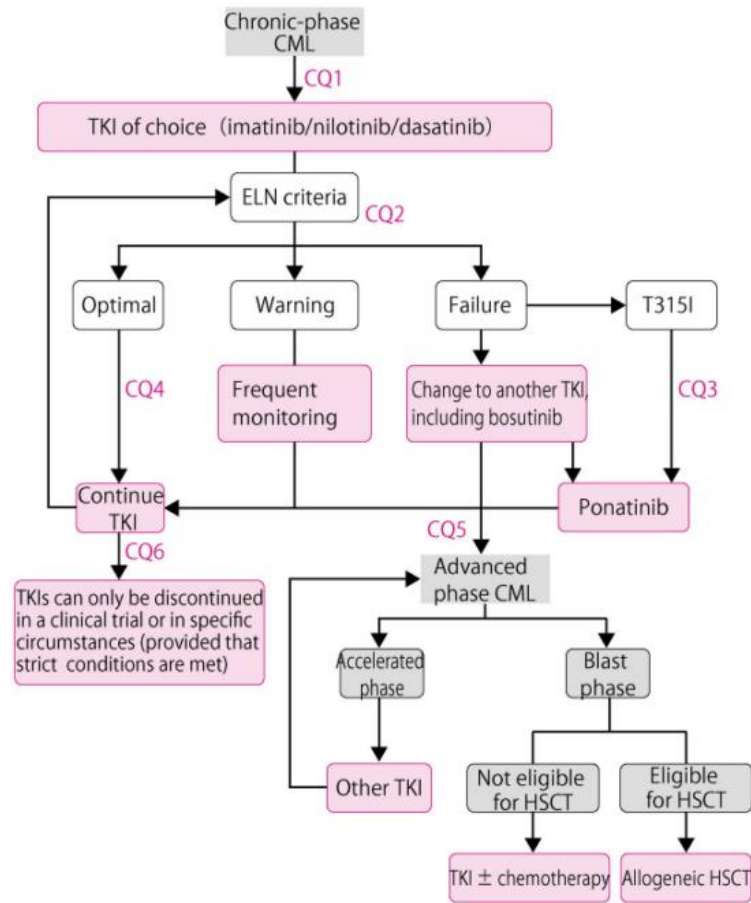 Chronic-phase
CML
CQ1
TKI of choice (imatinib/nilotinib/dasatinib)
ELN criteria
CQ2
Optimal
Warning
Failure
T315I
CQ4
Frequent
monitoring
Change to another TKI,
including bosutinib
CQ3
Continue
TKI
Ponatinib
CQ6
CQ5
TKIs can only be discontinued
in a clinical trial or in specific
circumstances (provided that
strict conditions are met)
Advanced
phase CML
Accelerated
phase
Blast
phase
Other TKI
Not eligible
for HSCT
Eligible
for HSCT
TKI ± chemotherapy
Allogeneic HSCT